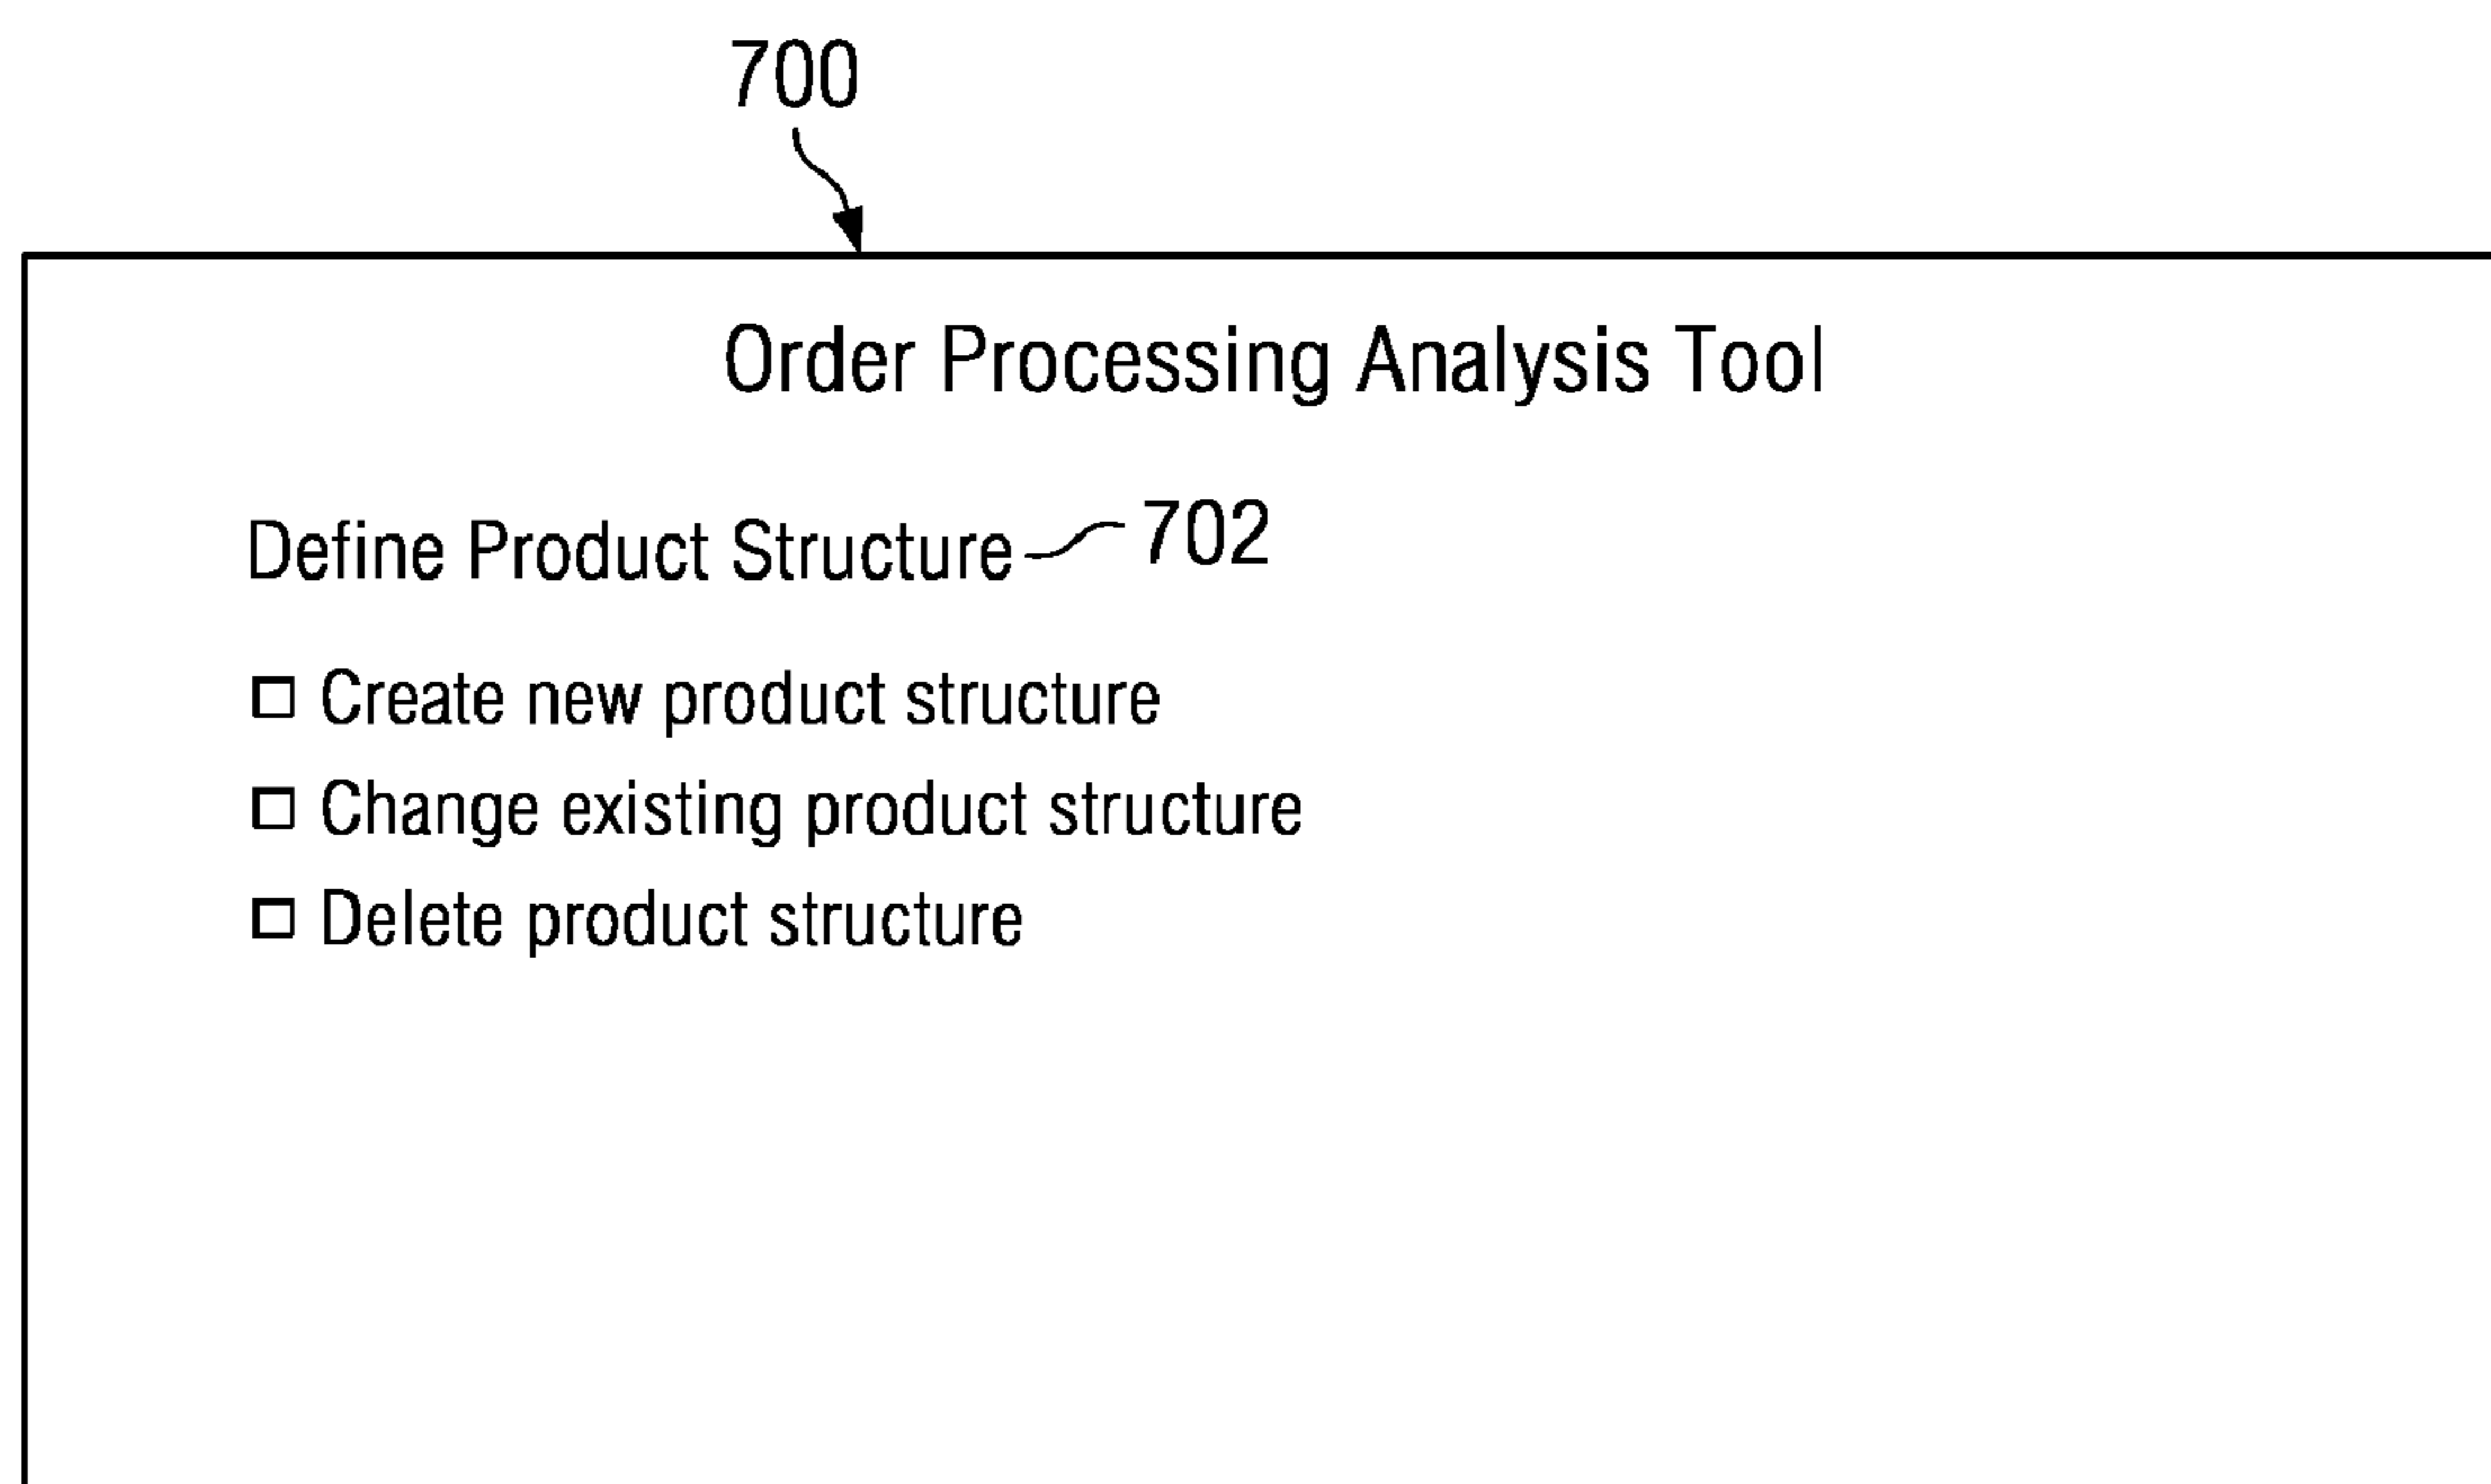 700
Order Processing Analysis Tool
Define Product Structure 702
Create new product structure
Change existing product structure
Delete product structure